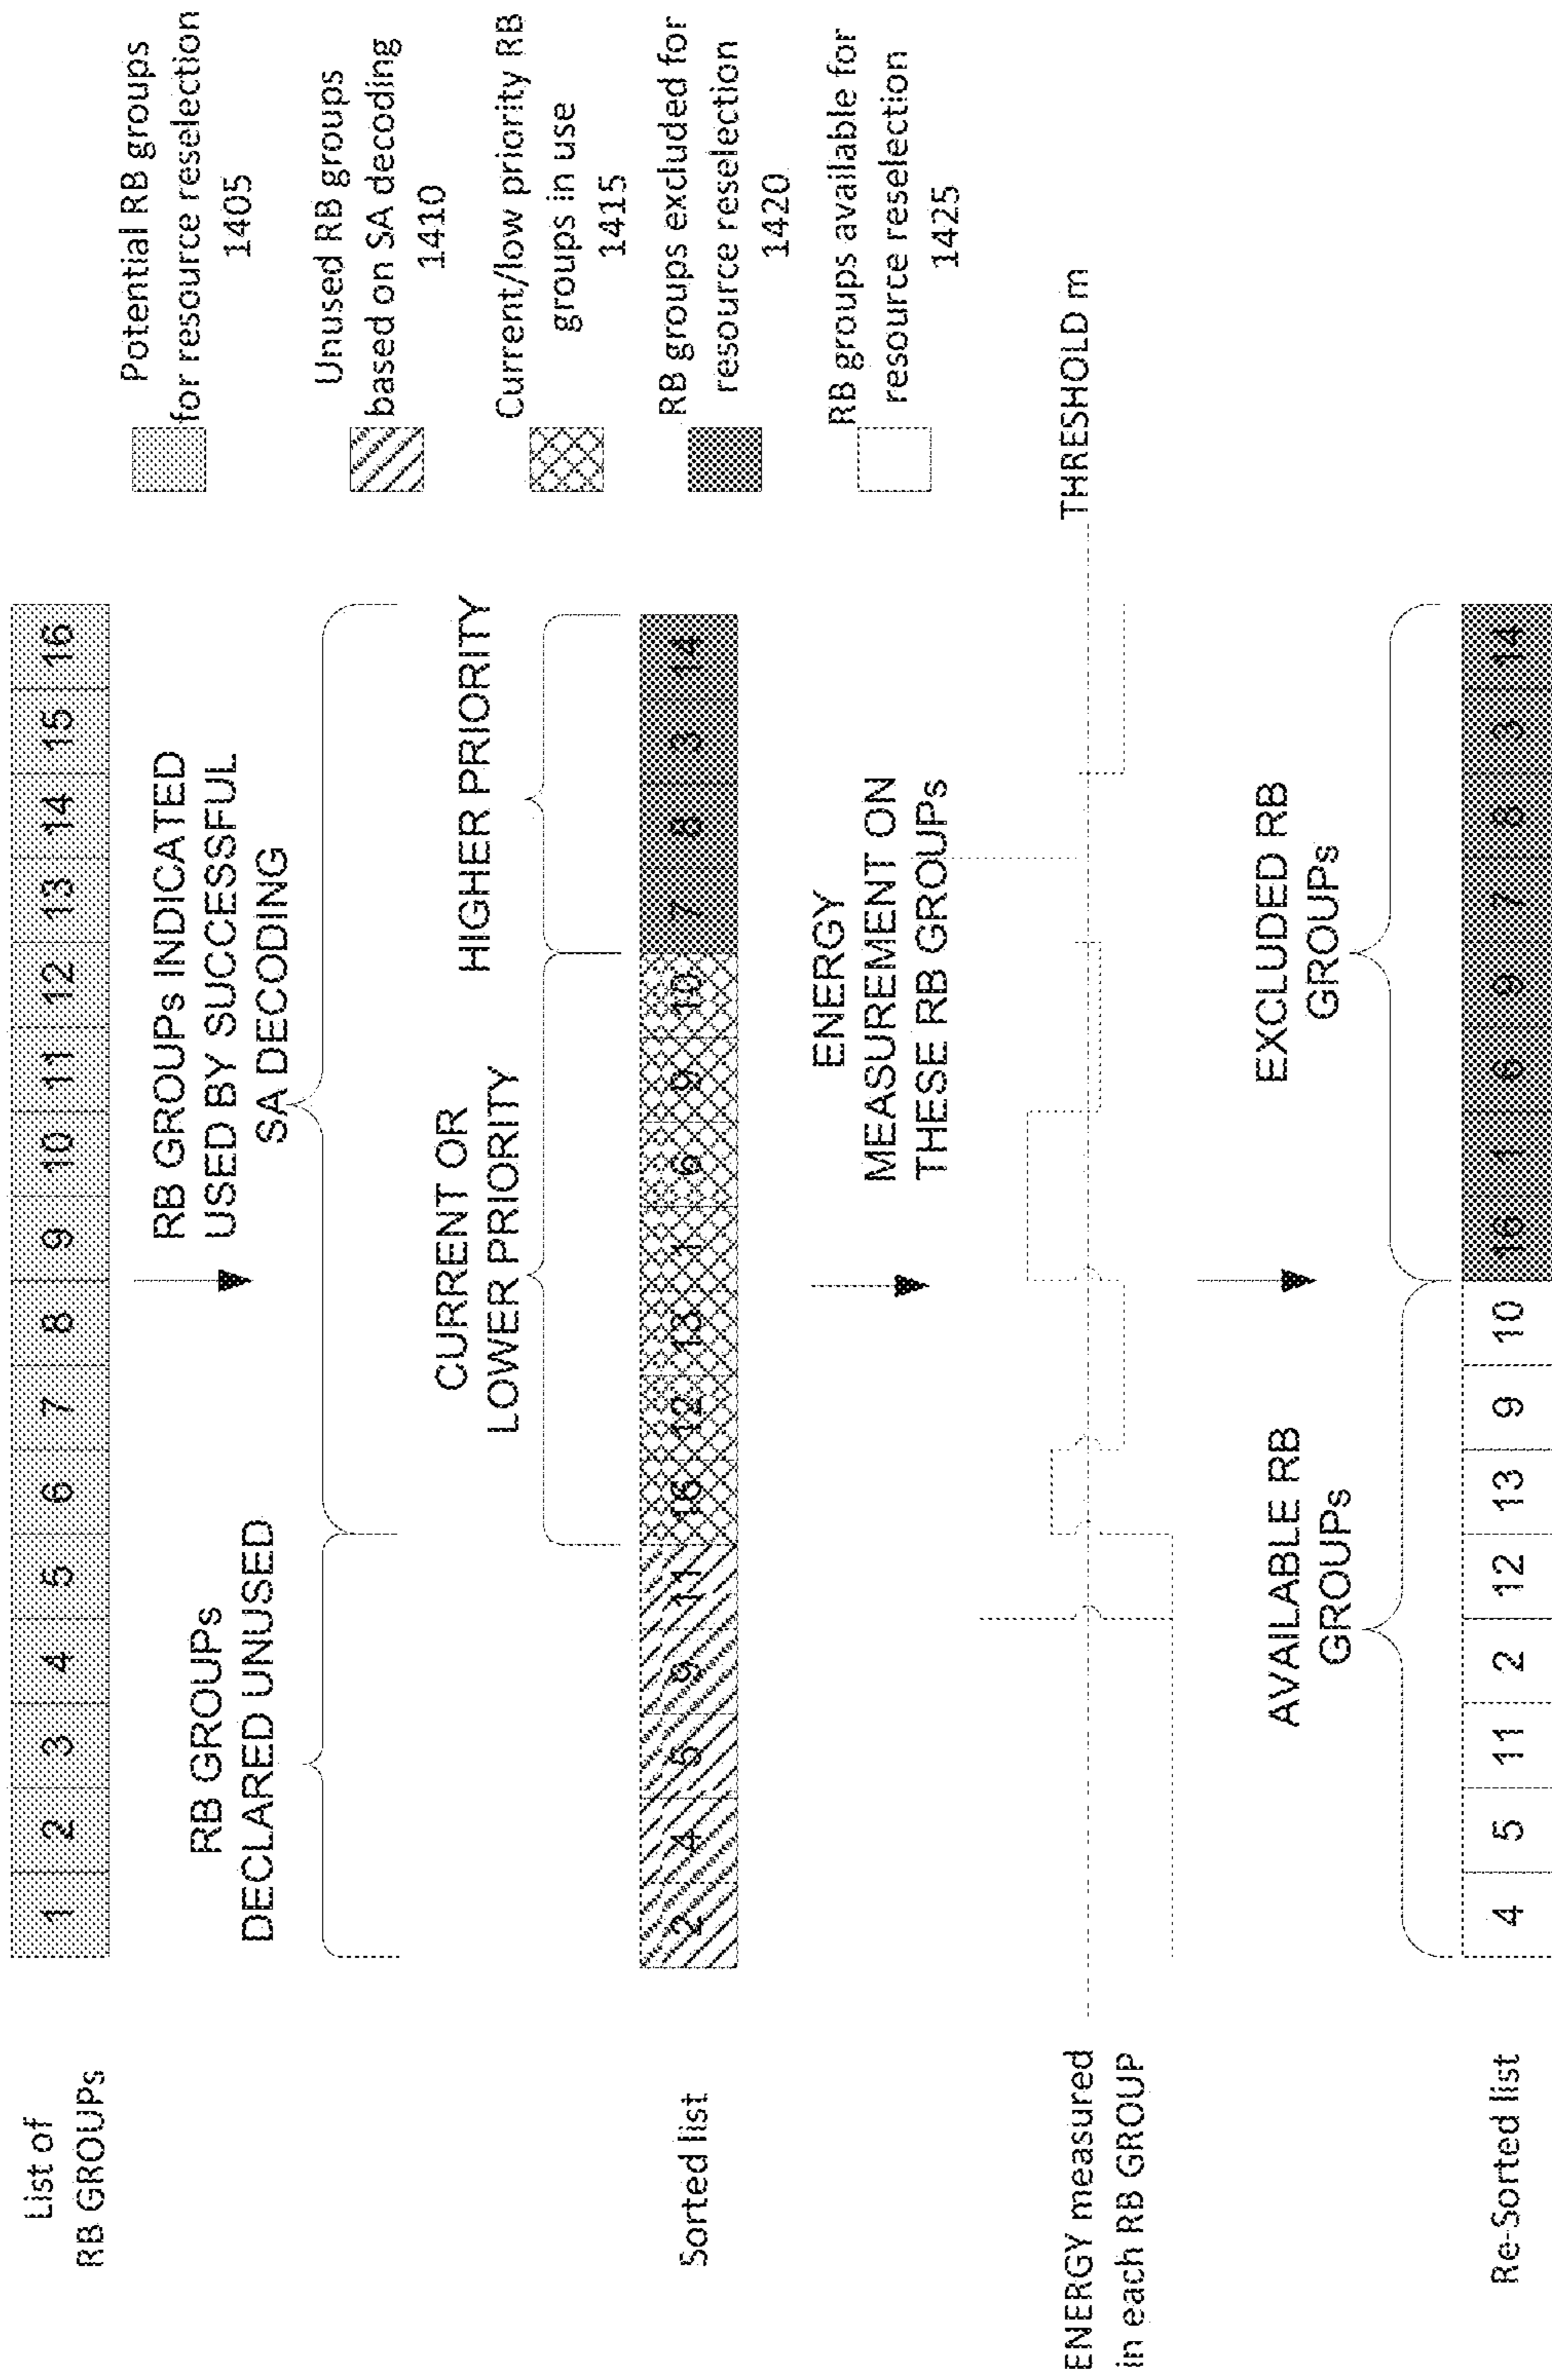 List of
RB GROUPs
1 2 3 4 5 6 7 8 9 10 11 12 13 14 15 16
RB GROUPs
DECLARED UNUSED
RB GROUPs INDICATED
USED BY SUCCESSFUL
SA DECODING
CURRENT OR
LOWER PRIORITY
HIGHER PRIORITY
Sorted list
2 4 5 9 11 16 12 13 1 6 9 10 7 8 3 14
ENERGY
MEASUREMENT ON
THESE RB GROUPs
ENERGY measured
in each RB GROUP
THRESHOLD m
AVAILABLE RB
GROUPs
EXCLUDED RB
GROUPs
Re-Sorted list
4 5 11 2 12 13 9 10 16 1 6 9 7 8 3 14
Potential RB groups
for resource reselection
1405
Unused RB groups
based on SA decoding
1410
Current/low priority RB
groups in use
1415
RB groups excluded for
resource reselection
1420
RB groups available for
resource reselection
1425